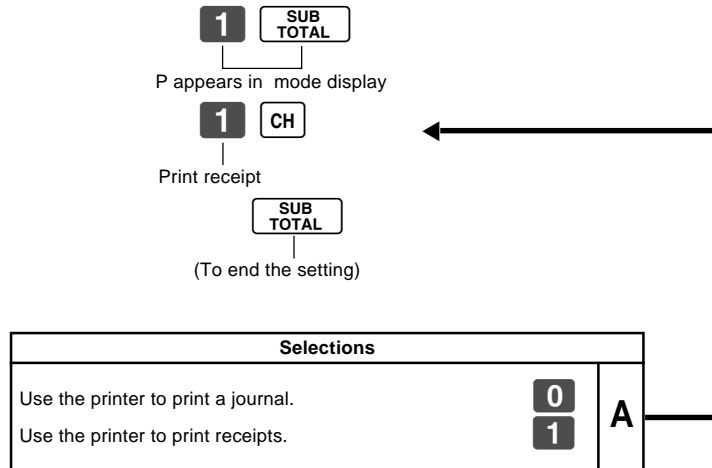 1 SUB TOTAL
P appears in mode display
1 CH
Print receipt
SUB TOTAL
(To end the setting)
Selections
Use the printer to print a journal. 0
Use the printer to print receipts. 1
A